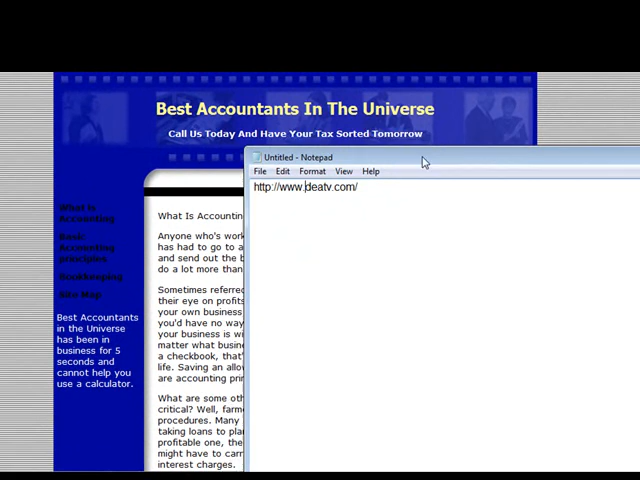 Best Accountants In The Universe
Call Us Today And Have Your Tax Sorted Tomorrow
Untitled - Notepad
File Edit Format View Help
http://www.deatv.com/
What Is
Accounting
Basic
Accounting
principles
Bookkeeping
Site Map
Best Accountants
in the Universe
has been in
business for 5
seconds and
cannot help you
use a calculator.
What Is Accountin
Anyone who's work
has had to go to a
and send out the b
do a lot more than
Sometimes referre
their eye on profits
your own business
you'd have no way
your business is wi
matter what busine
a checkbook, that'
life. Saving an allo
are accounting prin
What are some oth
critical? Well, farm
procedures. Many
taking loans to plan
profitable one, the
might have to carr
interest charges.